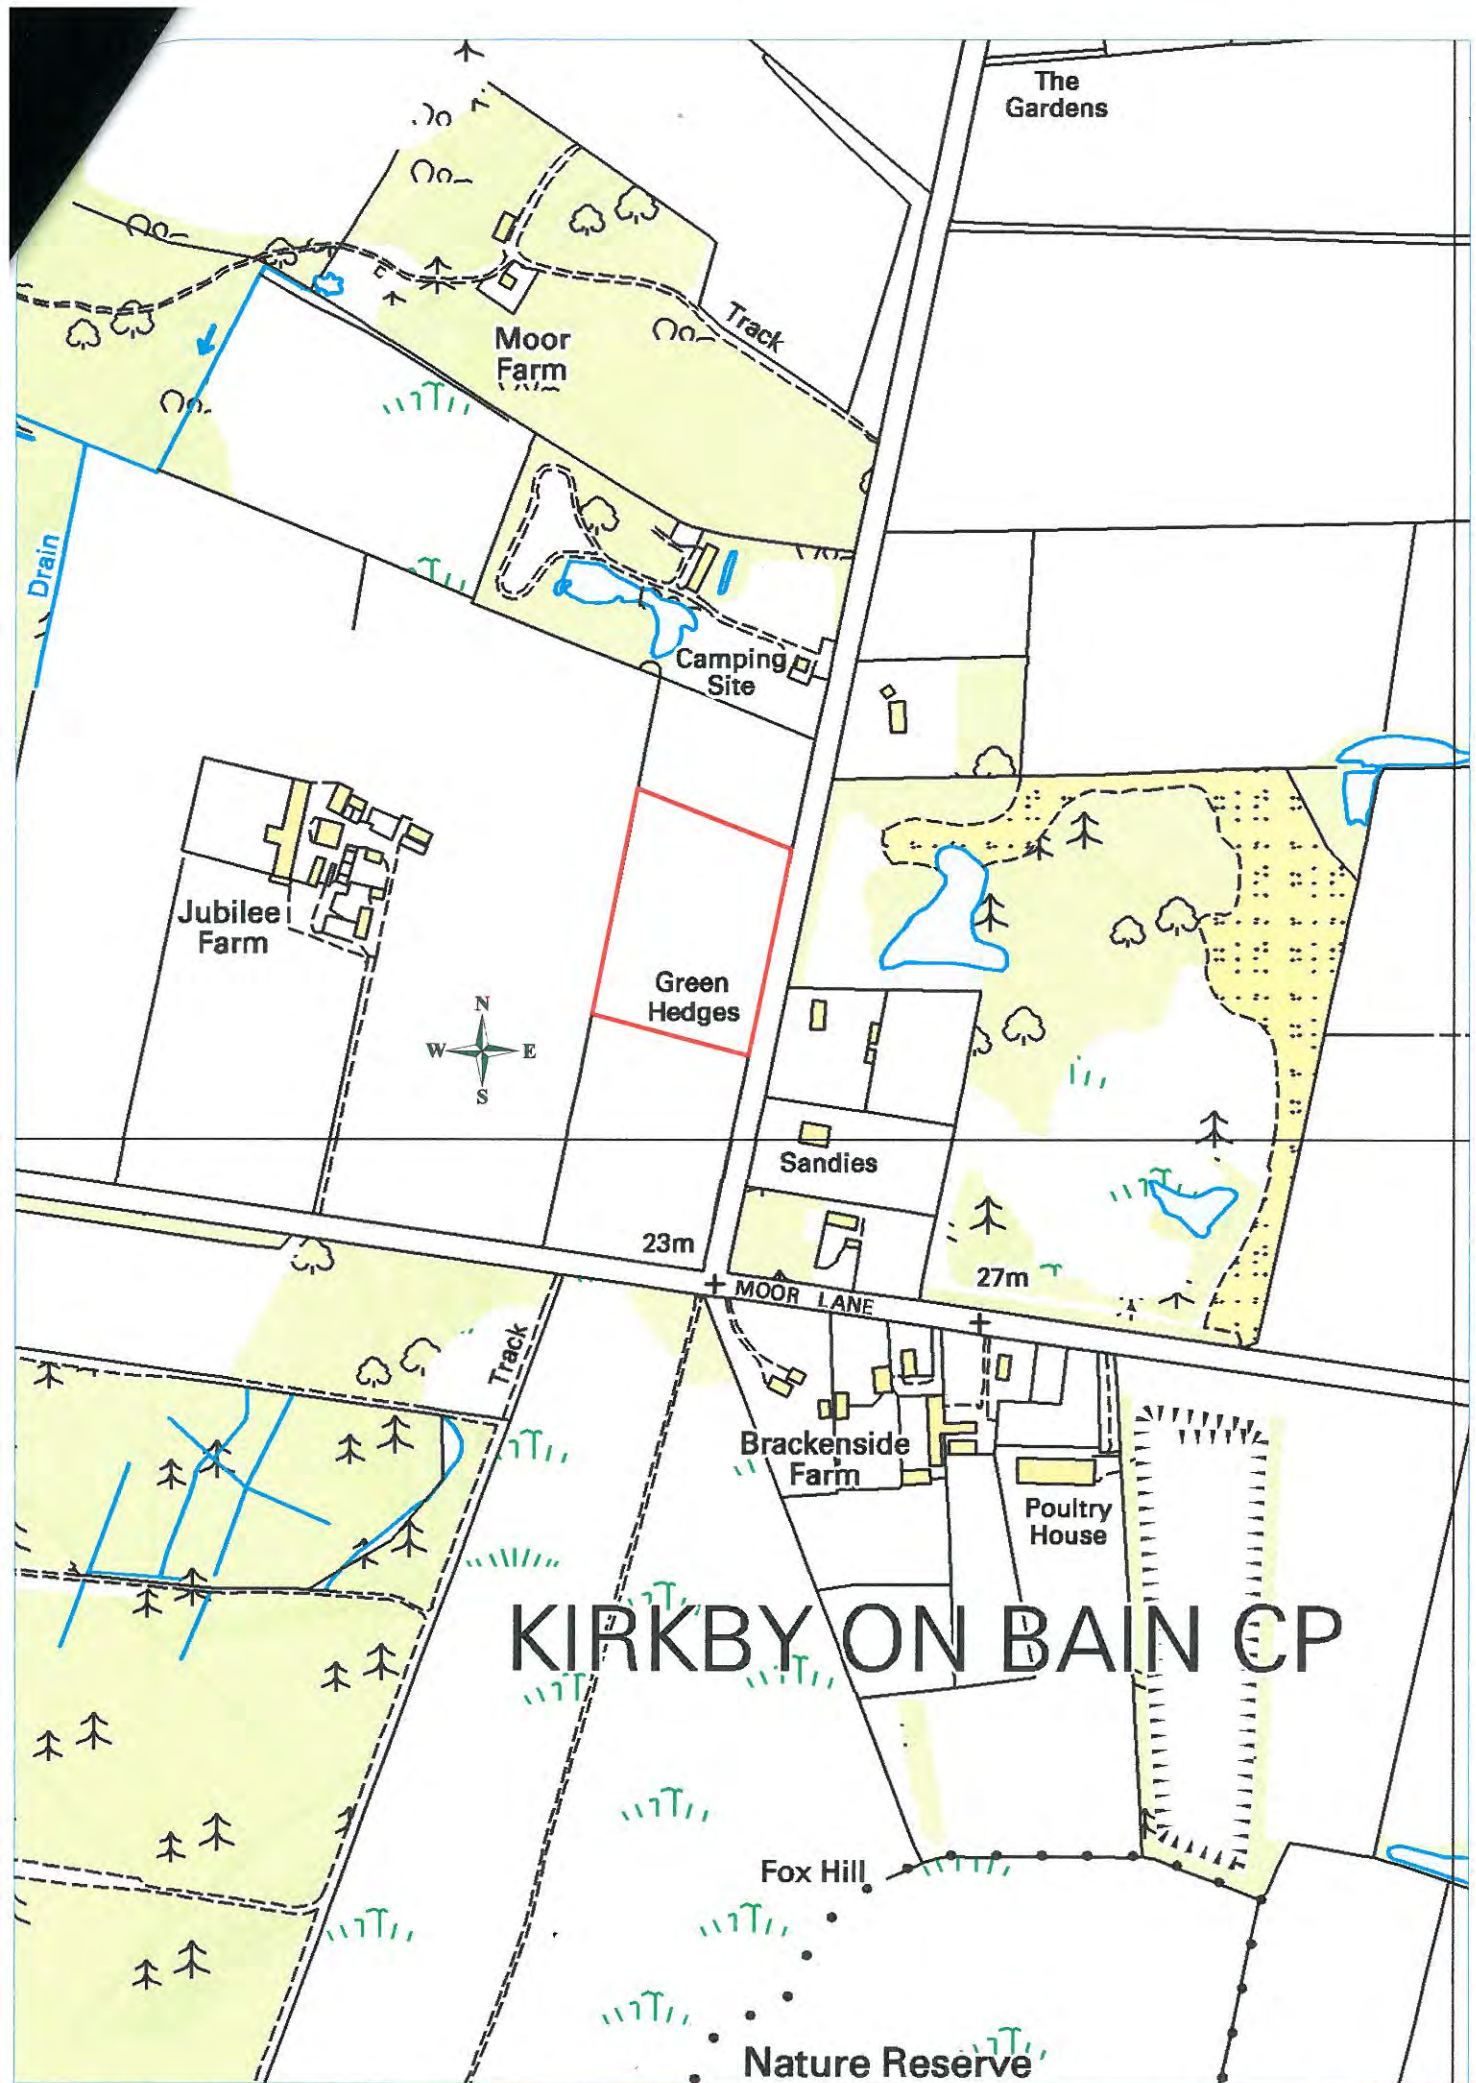 The
Gardens
Track
Moor
Farm
Drain
Camping
Site
Jubilee
Farm
Green
Hedges
N
W E
S
Sandies
23m
27m
MOOR LANE
Track
Brackenside
Farm
Poultry
House
KIRKBY ON BAIN CP
Fox Hill
Nature Reserve